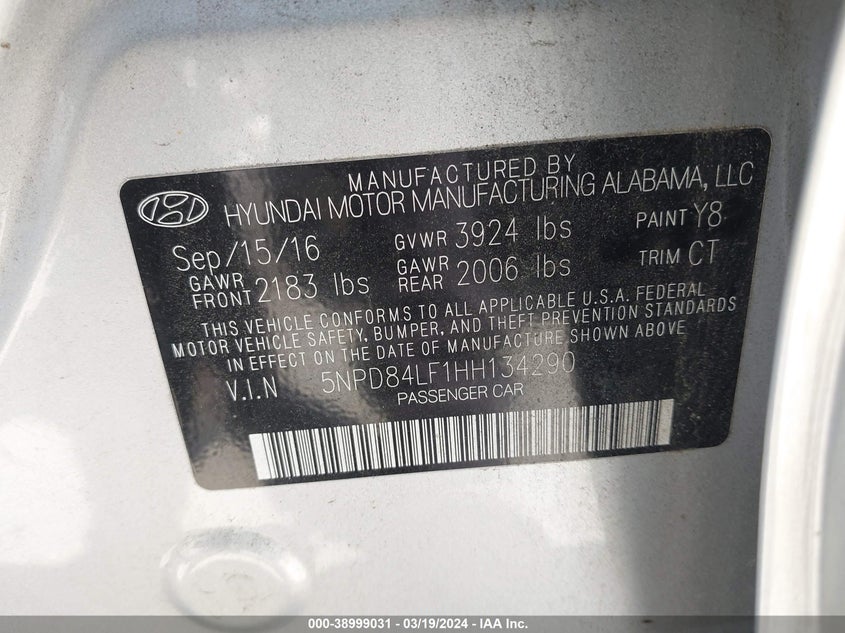 MANUFACTURED BY
HYUNDAI MOTOR MANUFACTURING ALABAMA, LLC
Sep/15/16 GVWR 3924 lbs PAINT Y8
GAWR FRONT 2183 lbs GAWR REAR 2006 lbs TRIM CT
THIS VEHICLE CONFORMS TO ALL APPLICABLE U.S.A. FEDERAL
MOTOR VEHICLE SAFETY, BUMPER, AND THEFT PREVENTION STANDARDS
IN EFFECT ON THE DATE OF MANUFACTURE SHOWN ABOVE
V.I.N 5NPD84LF1HH134290
PASSENGER CAR
000-38999031 - 03/19/2024 - IAA Inc.